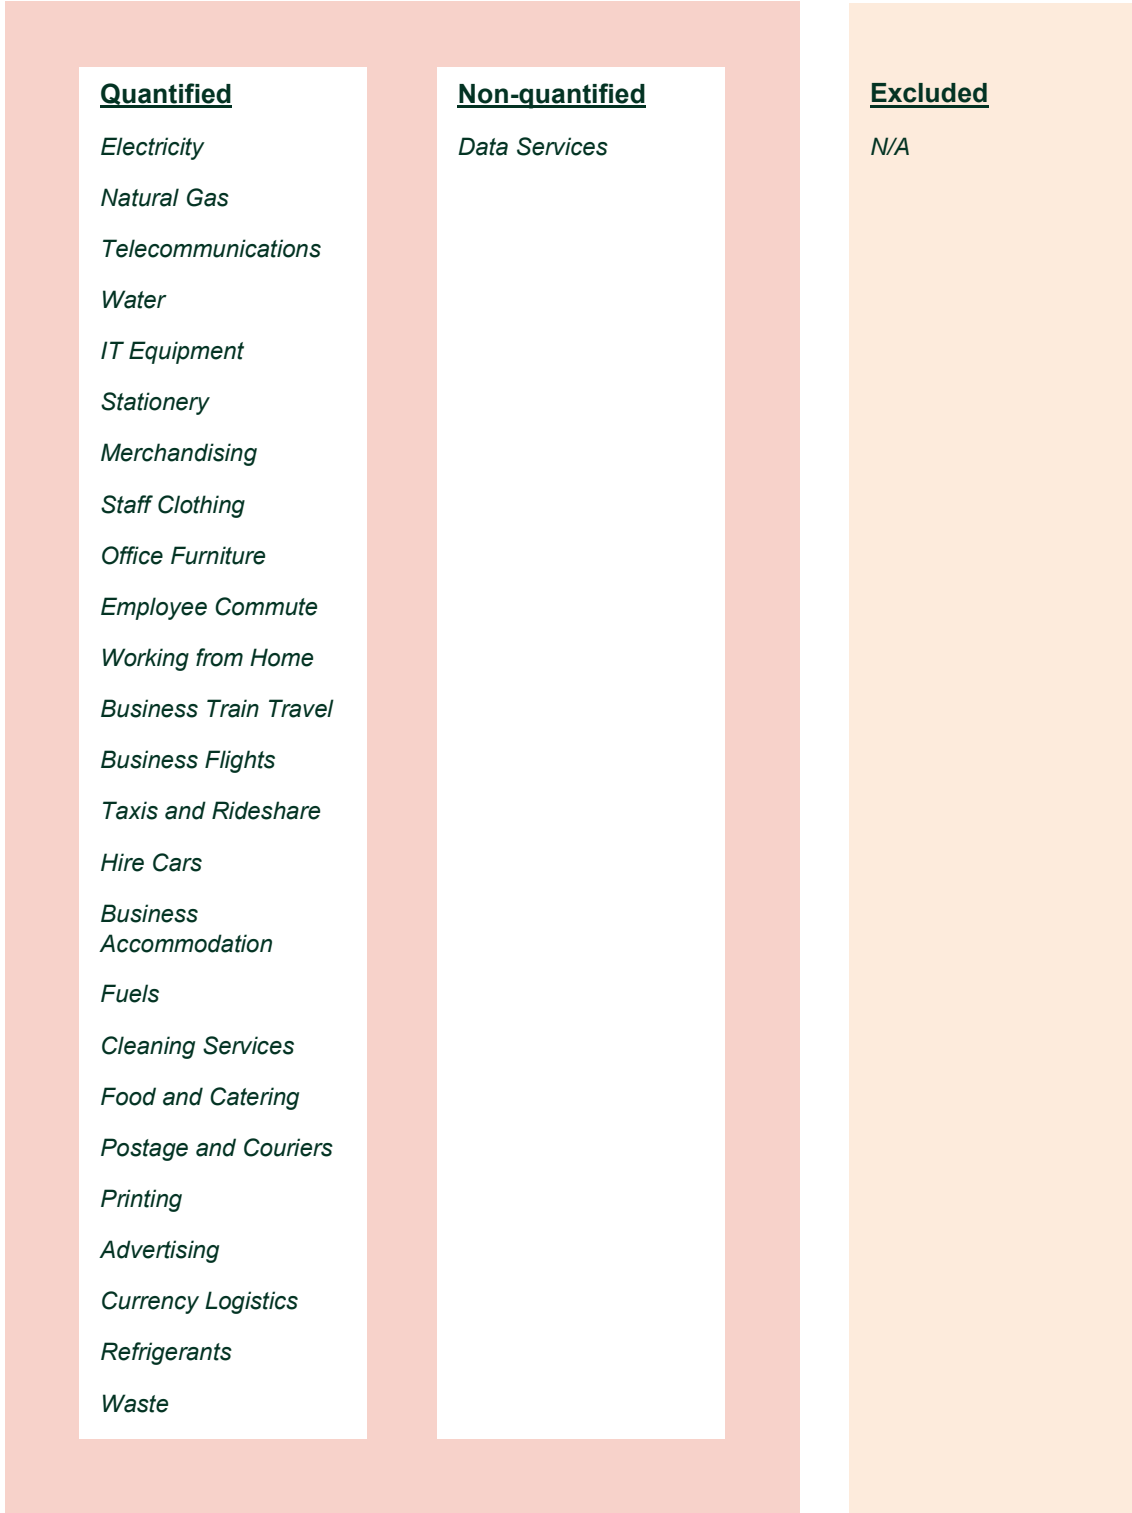 Quantified
Electricity
Natural Gas
Telecommunications
Water
IT Equipment
Stationery
Merchandising
Staff Clothing
Office Furniture
Employee Commute
Working from Home
Business Train Travel
Business Flights
Taxis and Rideshare
Hire Cars
Business
Accommodation
Fuels
Cleaning Services
Food and Catering
Postage and Couriers
Printing
Advertising
Currency Logistics
Refrigerants
Waste
Non-quantified
Data Services
Excluded
N/A